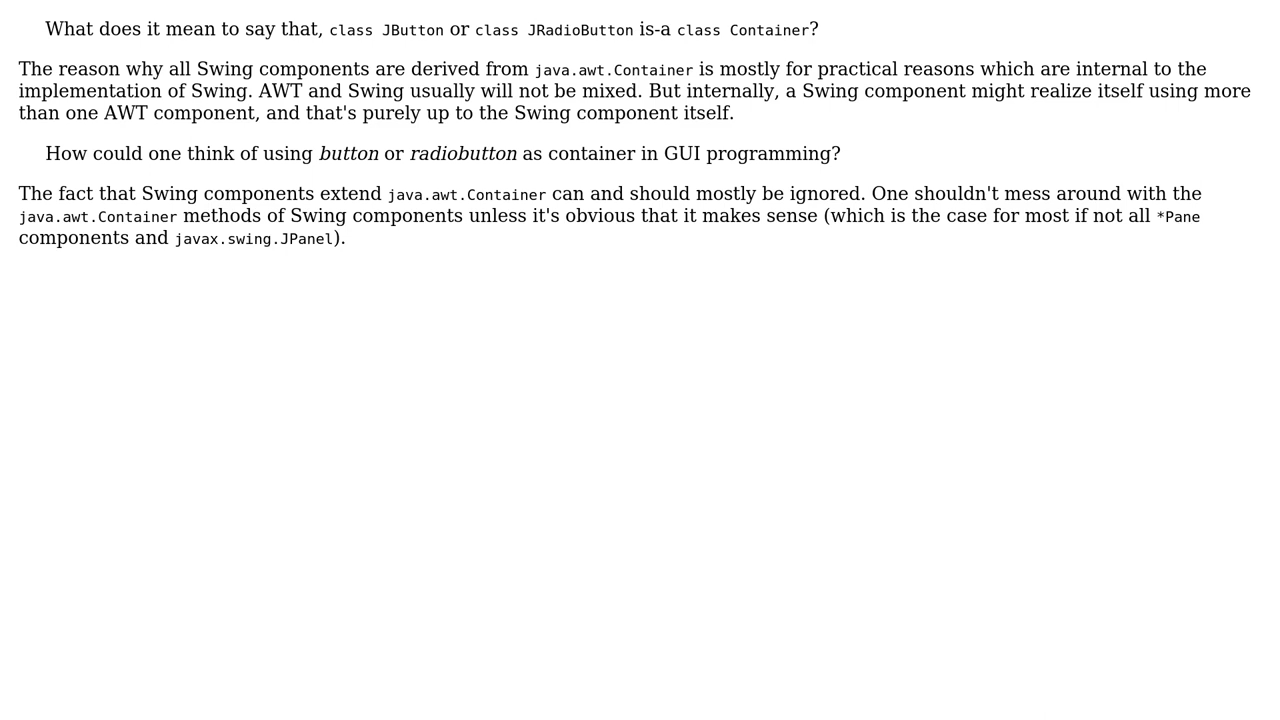 What does it mean to say that, class JButton or class JRadioButton is-a class Container?
The reason why all Swing components are derived from java.awt.Container is mostly for practical reasons which are internal to the
implementation of Swing. AWT and Swing usually will not be mixed. But internally, a Swing component might realize itself using more
than one AWT component, and that's purely up to the Swing component itself.
How could one think of using button or radiobutton as container in GUI programming?
The fact that Swing components extend java.awt.Container can and should mostly be ignored. One shouldn't mess around with the
java.awt.Container methods of Swing components unless it's obvious that it makes sense (which is the case for most if not all *Pane
components and javax.swing.JPanel).